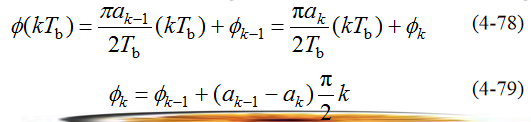 ϕ(kT_b) = πa_{k−1}/2T_b (kT_b) + ϕ_{k−1} = πa_k/2T_b (kT_b) + ϕ_k (4-78)
ϕ_k = ϕ_{k−1} + (a_{k−1} − a_k) π/2 k (4-79)